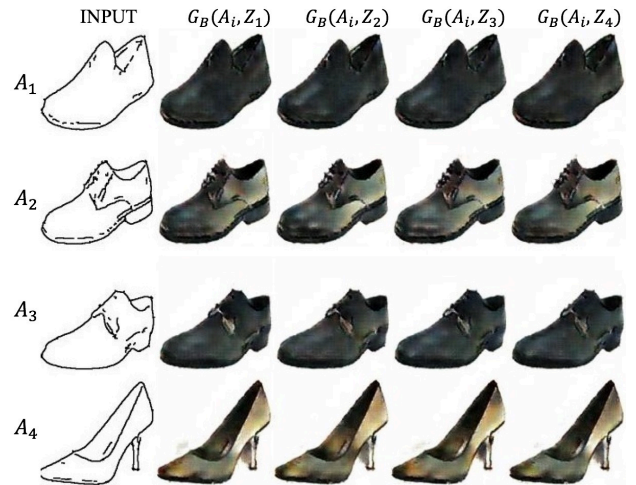 INPUT G_B(A_i, Z_1) G_B(A_i, Z_2) G_B(A_i, Z_3) G_B(A_i, Z_4)
A_1
A_2
A_3
A_4